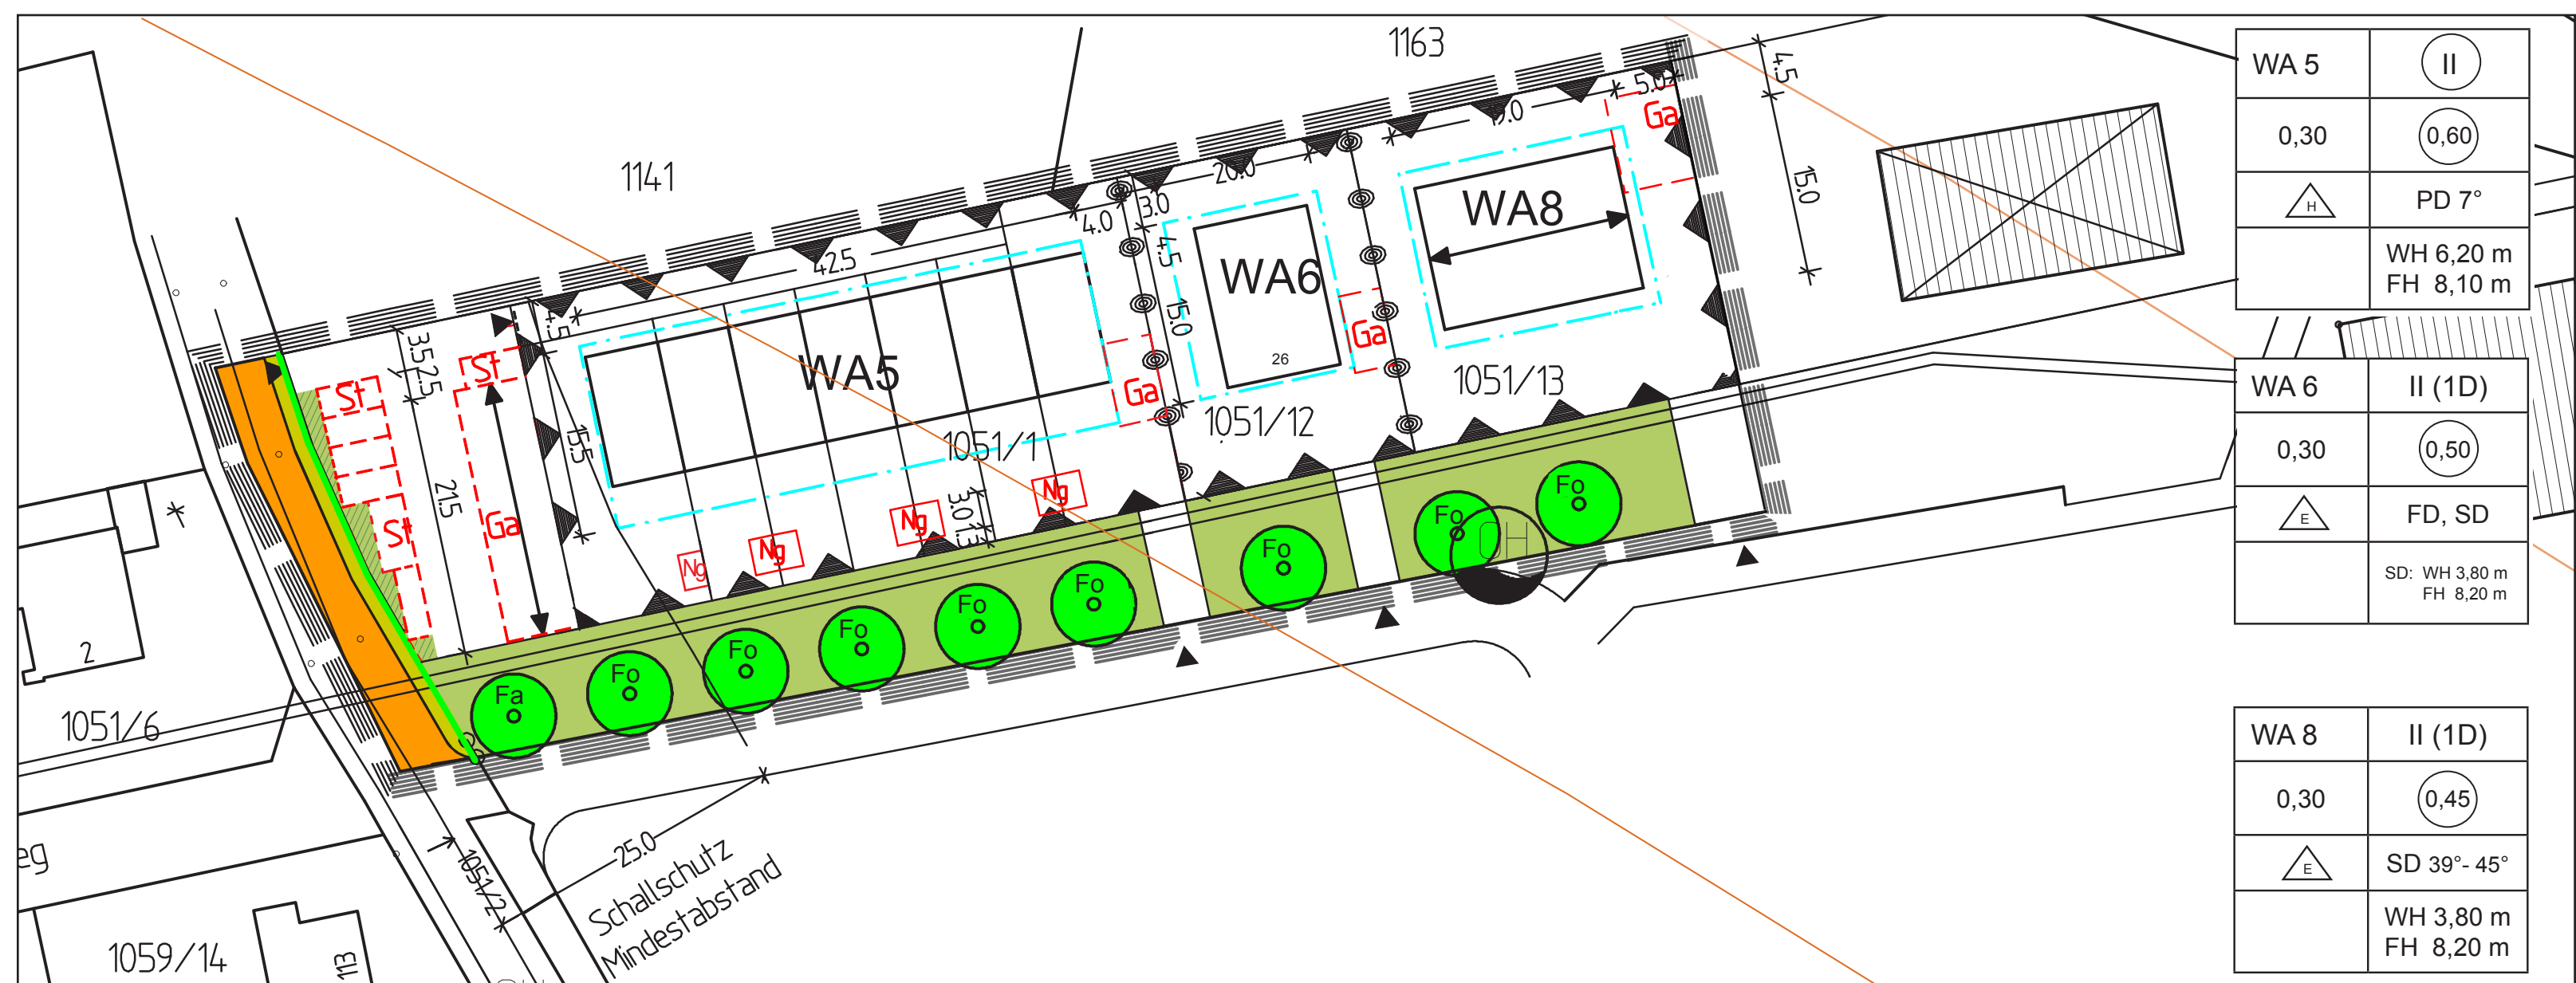 1163
1141
4.5
15.0
5.0
Ga
20.0
WA8
3.0
4.0
4.5
15.0
WA6
26
Ga
42.5
WA5
Ga
1051/1
1051/12
1051/13
4.5
15.5
3.5
2.5
21.5
St
St
St
Ga
Ng
Ng
Ng
Ng
3.0
1.3
Fa
Fo
Fo
Fo
Fo
Fo
Fo
Fo
Fo
2
1051/6
eg
1059/14
113
1051/2
25.0
Schallschutz
Mindestabstand
WA 5 II
0,30 0,60
H PD 7°
WH 6,20 m
FH 8,10 m
WA 6 II (1D)
0,30 0,50
E FD, SD
SD: WH 3,80 m
FH 8,20 m
WA 8 II (1D)
0,30 0,45
E SD 39°- 45°
WH 3,80 m
FH 8,20 m